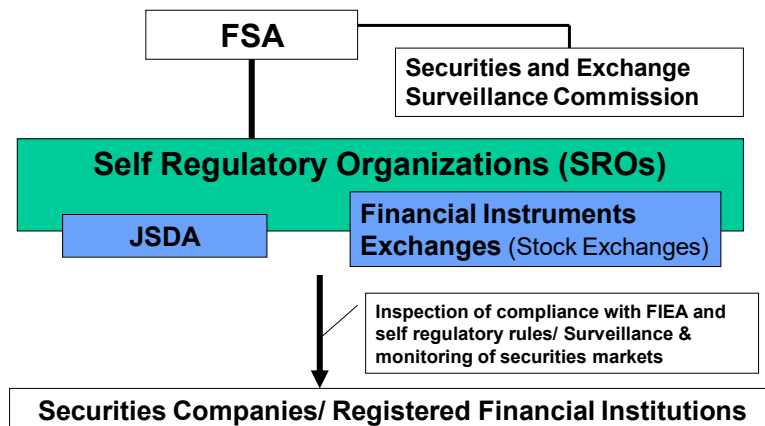 FSA
Securities and Exchange
Surveillance Commission
Self Regulatory Organizations (SROs)
JSDA
Financial Instruments
Exchanges (Stock Exchanges)
Inspection of compliance with FIEA and
self regulatory rules/ Surveillance &
monitoring of securities markets
Securities Companies/ Registered Financial Institutions